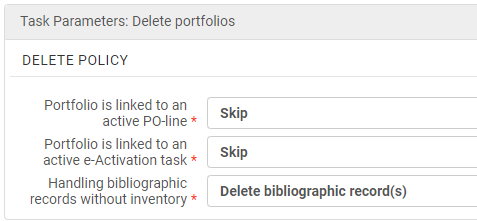 Task Parameters: Delete portfolios
DELETE POLICY
Portfolio is linked to an
active PO-line * Skip
Portfolio is linked to an
active e-Activation task * Skip
Handling bibliographic
records without inventory * Delete bibliographic record(s)